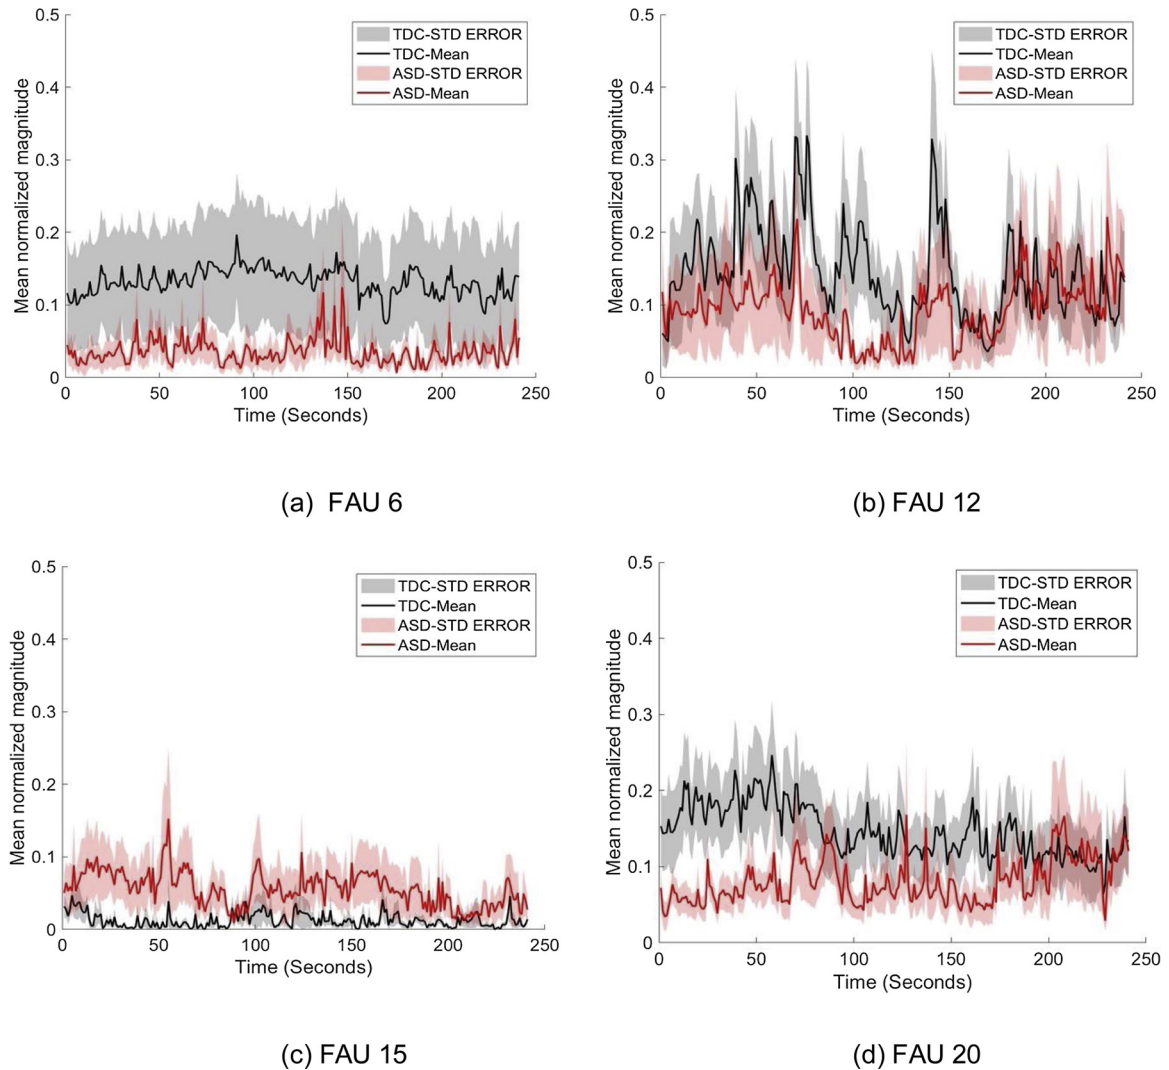 0.5
0.4
0.3
0.2
0.1
0
Mean normalized magnitude
TDC-STD ERROR
TDC-Mean
ASD-STD ERROR
ASD-Mean
0 50 100 150 200 250
Time (Seconds)
(a) FAU 6
0.5
0.4
0.3
0.2
0.1
0
Mean normalized magnitude
TDC-STD ERROR
TDC-Mean
ASD-STD ERROR
ASD-Mean
0 50 100 150 200 250
Time (Seconds)
(b) FAU 12
0.5
0.4
0.3
0.2
0.1
0
Mean normalized magnitude
TDC-STD ERROR
TDC-Mean
ASD-STD ERROR
ASD-Mean
0 50 100 150 200 250
Time (Seconds)
(c) FAU 15
0.5
0.4
0.3
0.2
0.1
0
Mean normalized magnitude
TDC-STD ERROR
TDC-Mean
ASD-STD ERROR
ASD-Mean
0 50 100 150 200 250
Time (Seconds)
(d) FAU 20